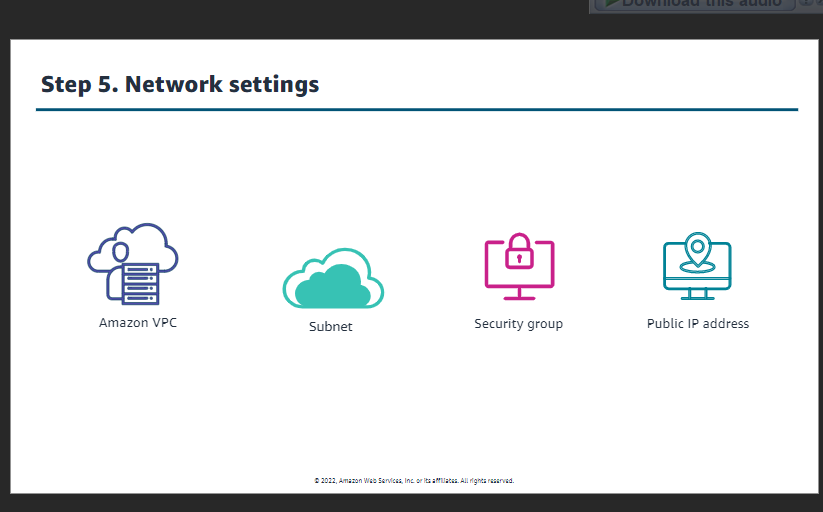 Download this audio
Step 5. Network settings
Amazon VPC
Subnet
Security group
Public IP address
© 2022, Amazon Web Services, Inc. or its affiliates. All rights reserved.